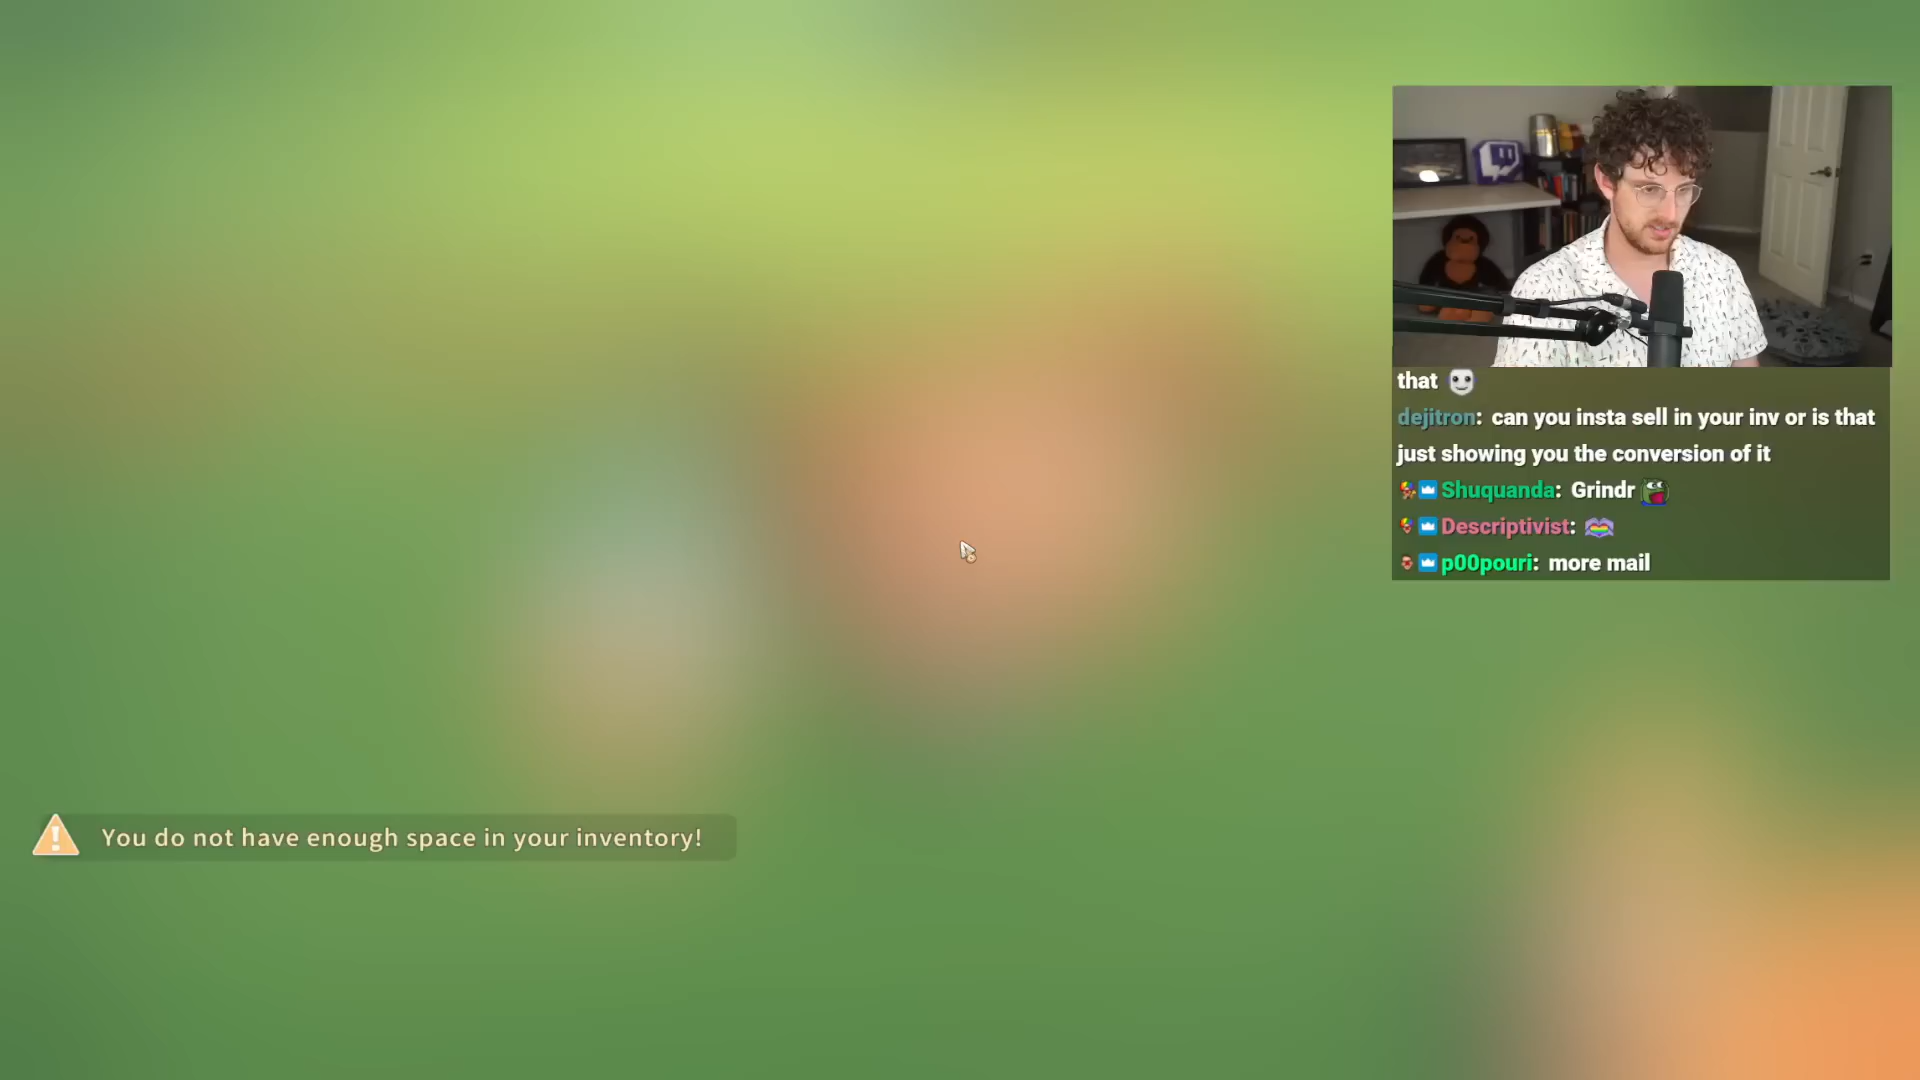 that
dejitron: can you insta sell in your inv or is that
just showing you the conversion of it
Shuquanda: Grindr
Descriptivist:
p00pouri: more mail
You do not have enough space in your inventory!